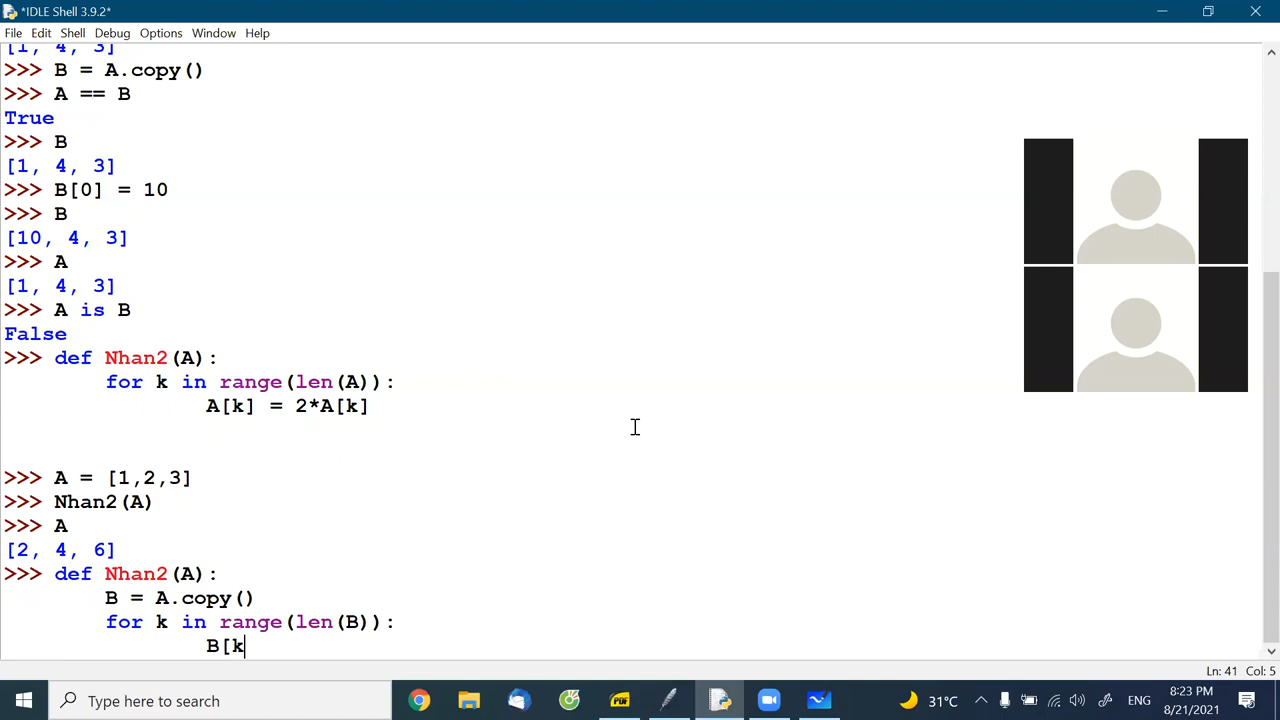 *IDLE Shell 3.9.2*
File Edit Shell Debug Options Window Help
[1, 4, 3]
>>> B = A.copy()
>>> A == B
True
>>> B
[1, 4, 3]
>>> B[0] = 10
>>> B
[10, 4, 3]
>>> A
[1, 4, 3]
>>> A is B
False
>>> def Nhan2(A):
        for k in range(len(A)):
                A[k] = 2*A[k]
>>> A = [1,2,3]
>>> Nhan2(A)
>>> A
[2, 4, 6]
>>> def Nhan2(A):
        B = A.copy()
        for k in range(len(B)):
                B[k
Ln: 41 Col: 5
Type here to search
PDF
31°C
ENG
8:23 PM
8/21/2021